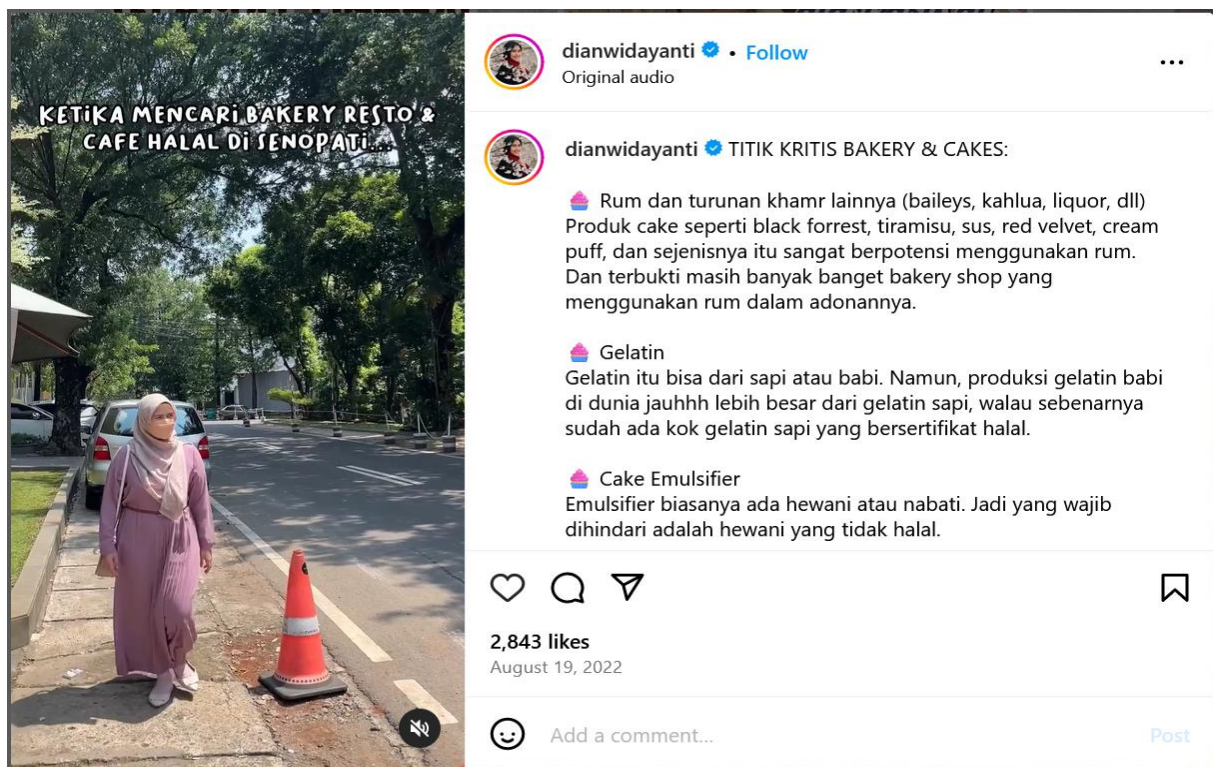 KETIKA MENCARI BAKERY RESTO &
CAFE HALAL DI SENOPATI...
dianwidayanti • Follow
Original audio
dianwidayanti TITIK KRITIS BAKERY & CAKES:
🧁 Rum dan turunan khamr lainnya (baileys, kahlua, liquor, dll)
Produk cake seperti black forrest, tiramisu, sus, red velvet, cream
puff, dan sejenisnya itu sangat berpotensi menggunakan rum.
Dan terbukti masih banyak banget bakery shop yang
menggunakan rum dalam adonannya.
🧁 Gelatin
Gelatin itu bisa dari sapi atau babi. Namun, produksi gelatin babi
di dunia jauhhh lebih besar dari gelatin sapi, walau sebenarnya
sudah ada kok gelatin sapi yang bersertifikat halal.
🧁 Cake Emulsifier
Emulsifier biasanya ada hewani atau nabati. Jadi yang wajib
dihindari adalah hewani yang tidak halal.
2,843 likes
August 19, 2022
Add a comment...
Post